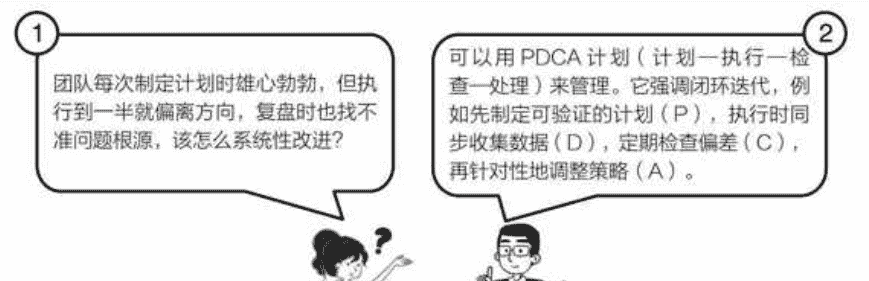 1
团队每次制定计划时雄心勃勃，但执
行到一半就偏离方向，复盘时也找不
准问题根源，该怎么系统性改进？
2
可以用 PDCA 计划（计划—执行—检
查—处理）来管理。它强调闭环迭代，例
如先制定可验证的计划（P），执行时同
步收集数据（D），定期检查偏差（C），
再针对性地调整策略（A）。
?